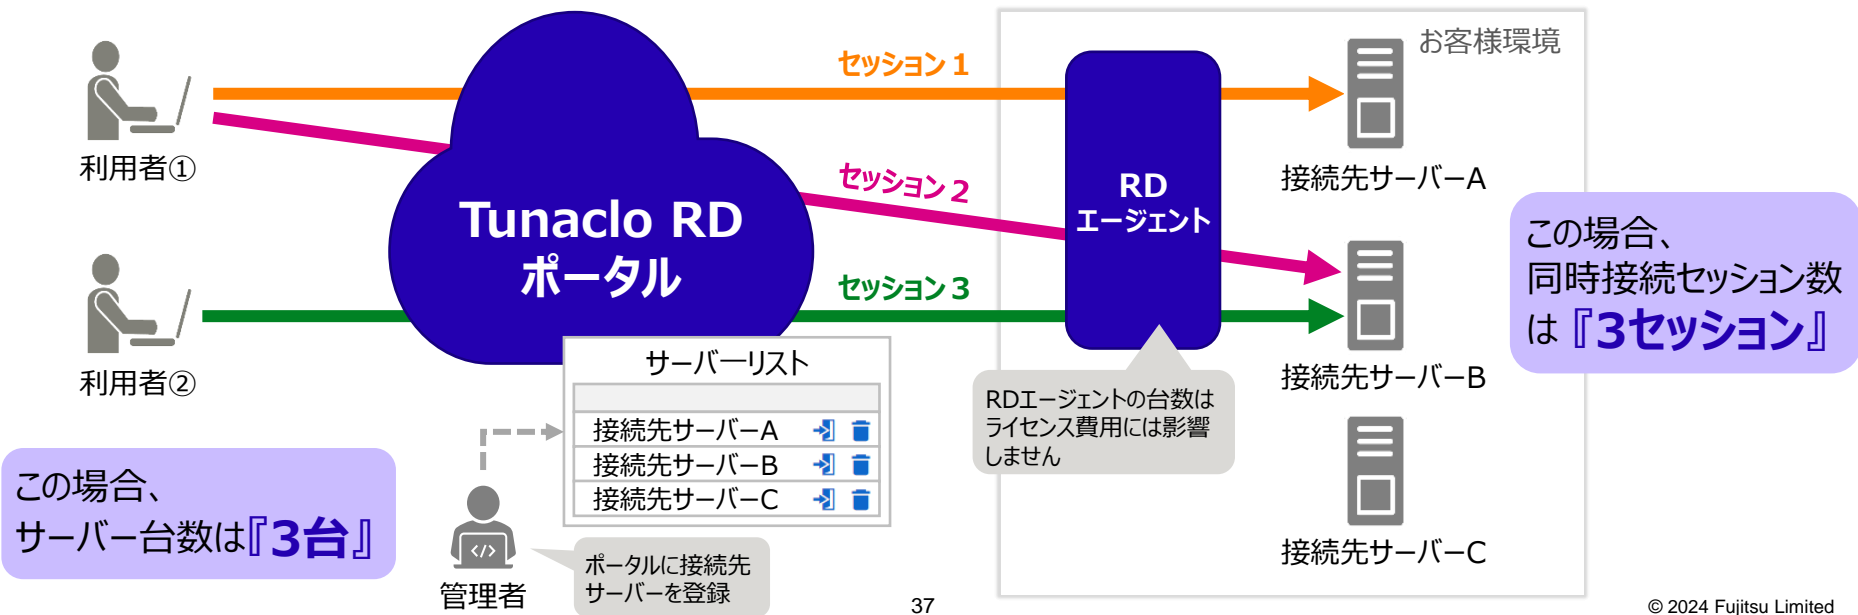 お客様環境
セッション 1
利用者①
接続先サーバーA
セッション 2
RD
エージェント
Tunaclo RD
ポータル
この場合、
同時接続セッション数
は『3セッション』
セッション 3
利用者②
接続先サーバーB
サーバーリスト
接続先サーバーA
接続先サーバーB
接続先サーバーC
RDエージェントの台数は
ライセンス費用には影響
しません
この場合、
サーバー台数は『3台』
</>
管理者
ポータルに接続先
サーバーを登録
接続先サーバーC
37
© 2024 Fujitsu Limited